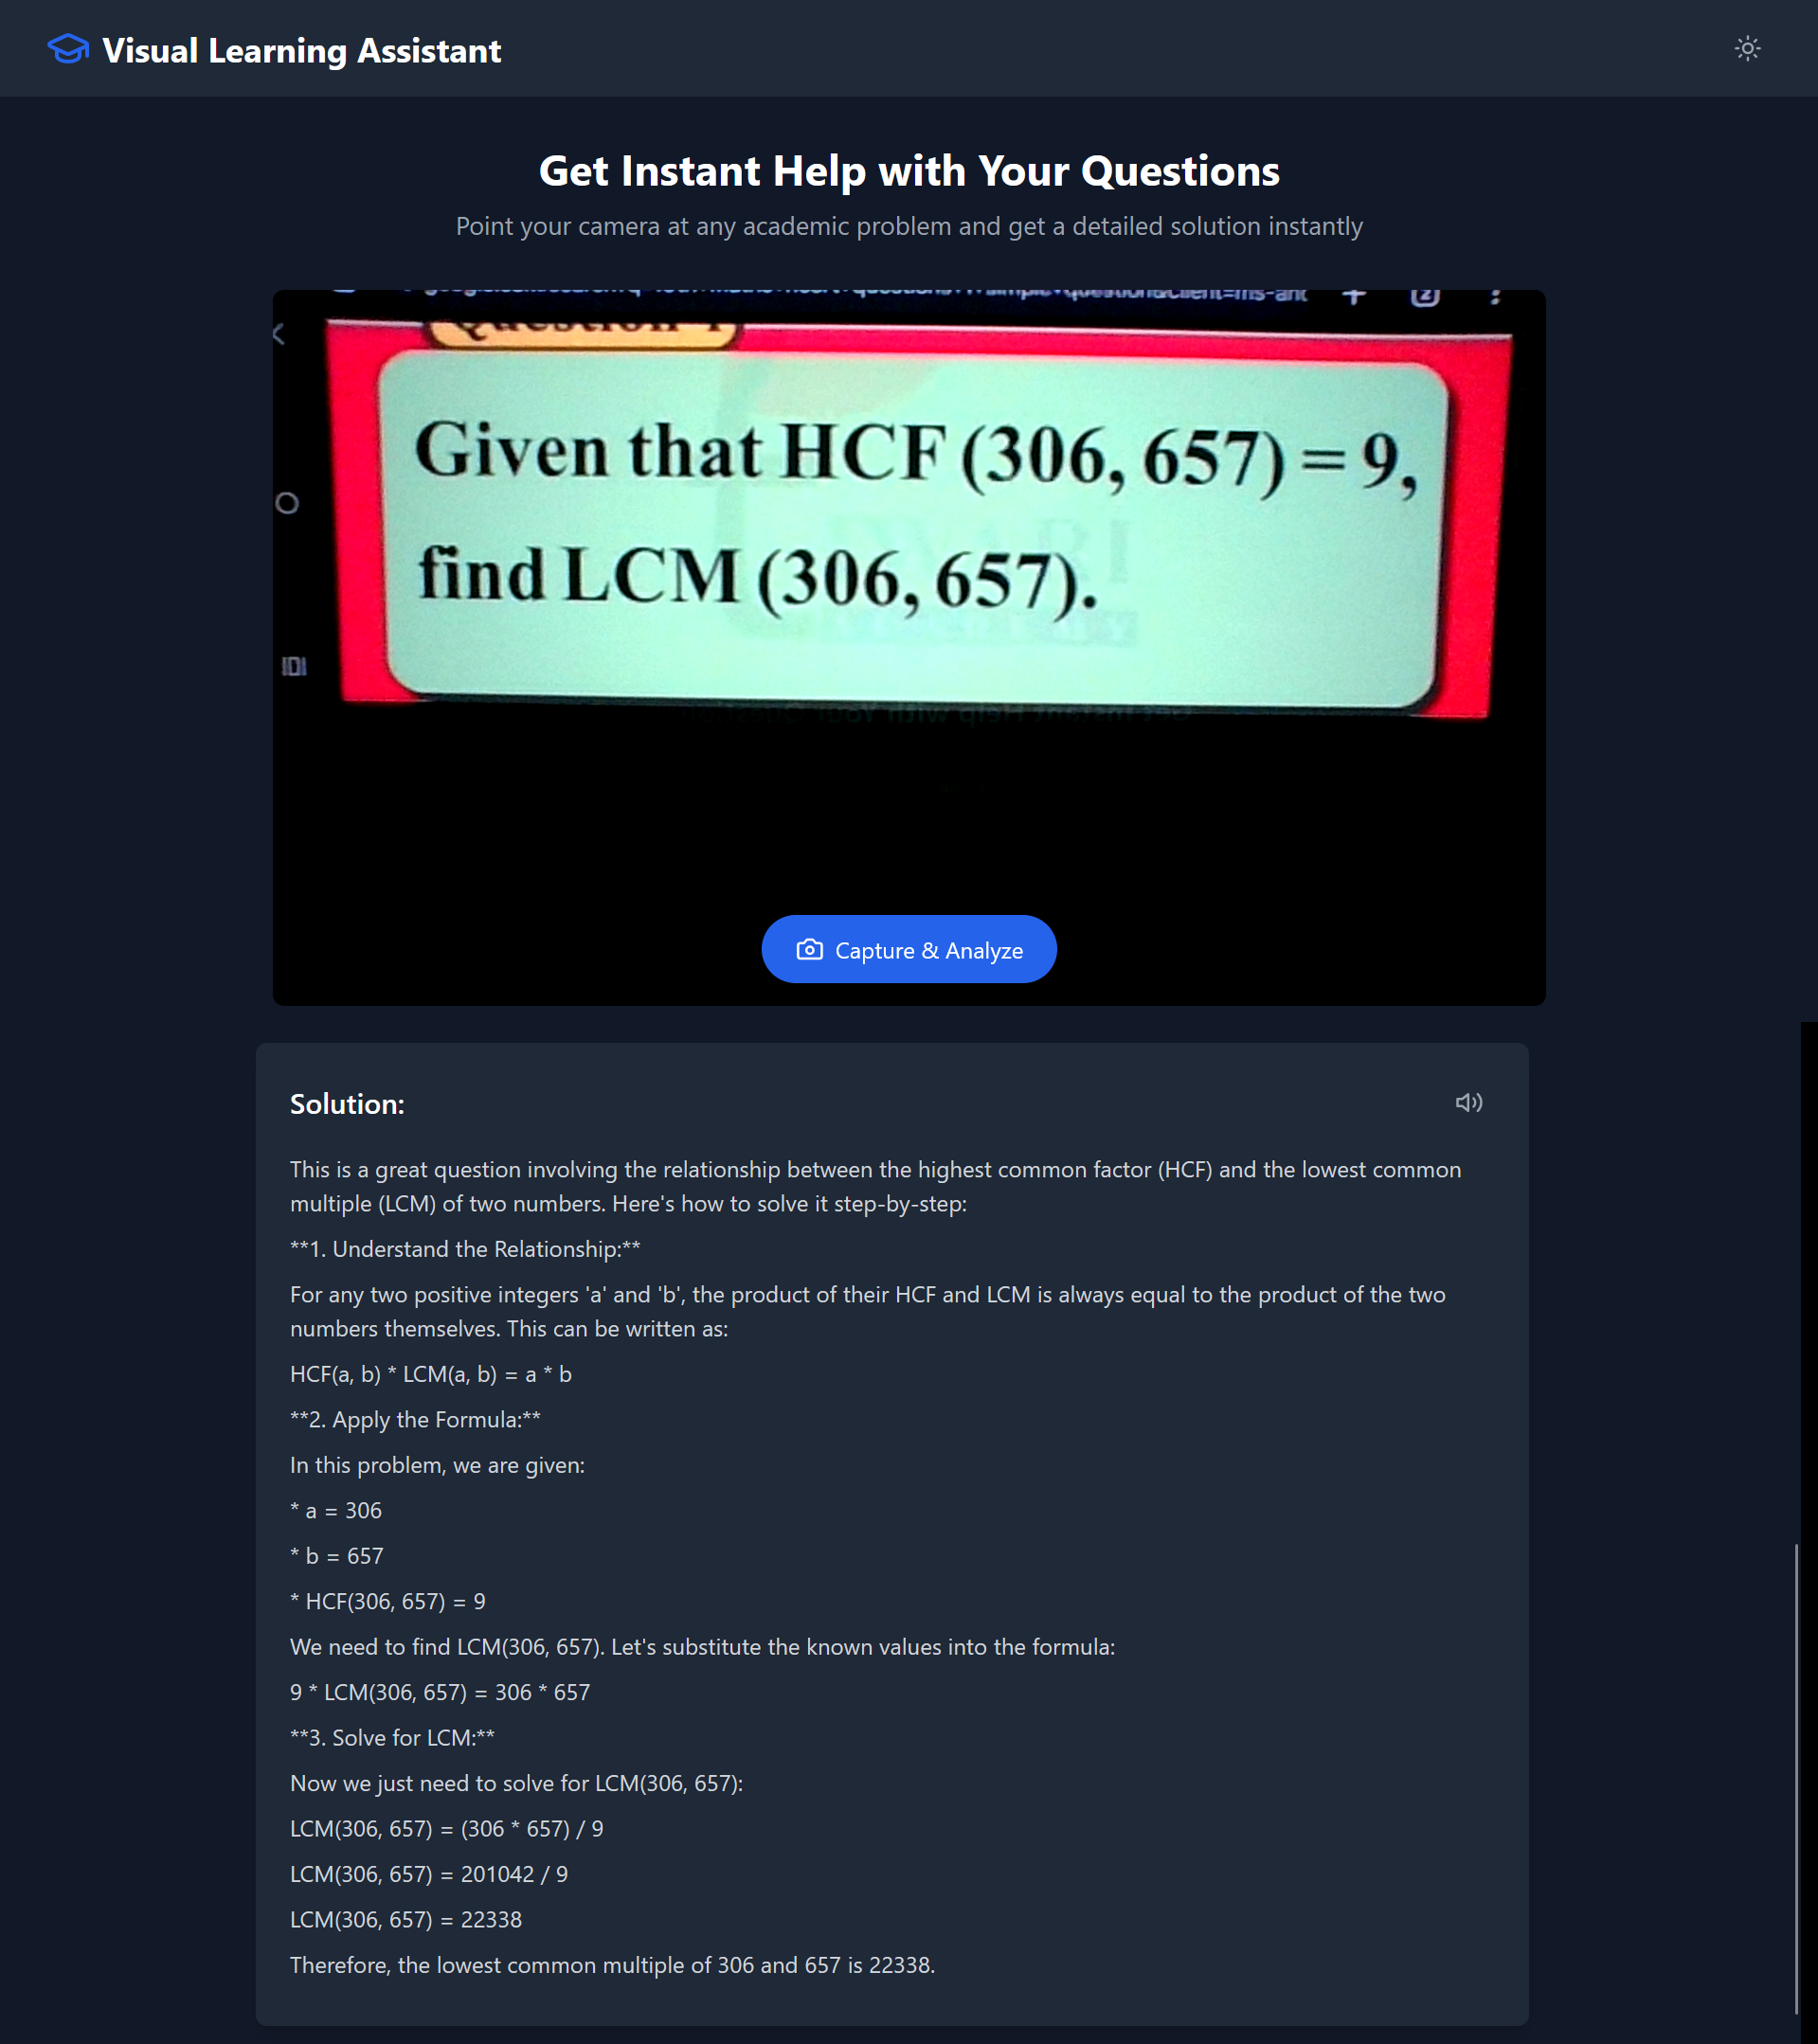 Visual Learning Assistant
Get Instant Help with Your Questions
Point your camera at any academic problem and get a detailed solution instantly
Given that HCF (306, 657) = 9,
find LCM (306, 657).
Capture & Analyze
Solution:
This is a great question involving the relationship between the highest common factor (HCF) and the lowest common
multiple (LCM) of two numbers. Here's how to solve it step-by-step:
**1. Understand the Relationship:**
For any two positive integers 'a' and 'b', the product of their HCF and LCM is always equal to the product of the two
numbers themselves. This can be written as:
HCF(a, b) * LCM(a, b) = a * b
**2. Apply the Formula:**
In this problem, we are given:
* a = 306
* b = 657
* HCF(306, 657) = 9
We need to find LCM(306, 657). Let's substitute the known values into the formula:
9 * LCM(306, 657) = 306 * 657
**3. Solve for LCM:**
Now we just need to solve for LCM(306, 657):
LCM(306, 657) = (306 * 657) / 9
LCM(306, 657) = 201042 / 9
LCM(306, 657) = 22338
Therefore, the lowest common multiple of 306 and 657 is 22338.